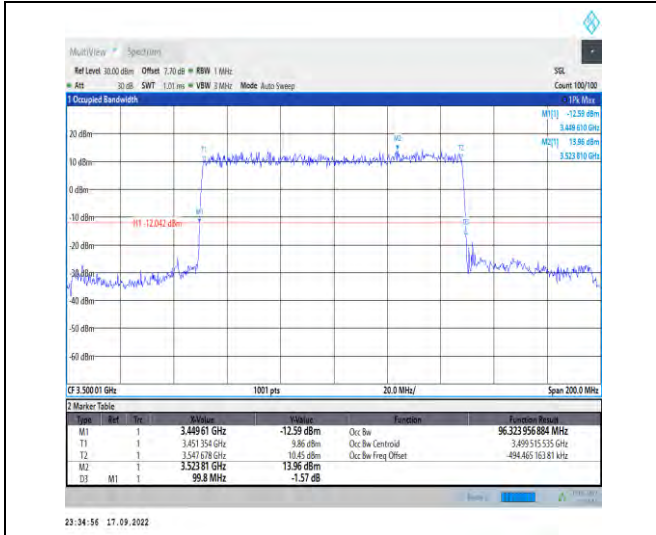 MultiView Spectrum
Ref Level 30.00 dBm Offset 7.70 dB RBW 1 MHz SGL
Att 30 dB SWT 1.01 ms VBW 3 MHz Mode Auto Sweep Count 100/100
1 Occupied Bandwidth 1Pk Max
M1[1] -12.59 dBm
3.449 610 GHz
M2[1] 13.96 dBm
3.523 810 GHz
20 dBm
T1 M2 T2
10 dBm
0 dBm
M1
-10 dBm
H1 -12.042 dBm D3
-20 dBm
-30 dBm
-40 dBm
-50 dBm
-60 dBm
CF 3.500 01 GHz 1001 pts 20.0 MHz/ Span 200.0 MHz
2 Marker Table
Type Ref Trc X-Value Y-Value Function Function Result
M1 1 3.449 61 GHz -12.59 dBm Occ Bw 96.323 956 884 MHz
T1 1 3.451 354 GHz 9.86 dBm Occ Bw Centroid 3.499 515 535 GHz
T2 1 3.547 678 GHz 10.45 dBm Occ Bw Freq Offset -494.465 163 81 kHz
M2 1 3.523 81 GHz 13.96 dBm
D3 M1 1 99.8 MHz -1.57 dB
23:34:56 17.09.2022